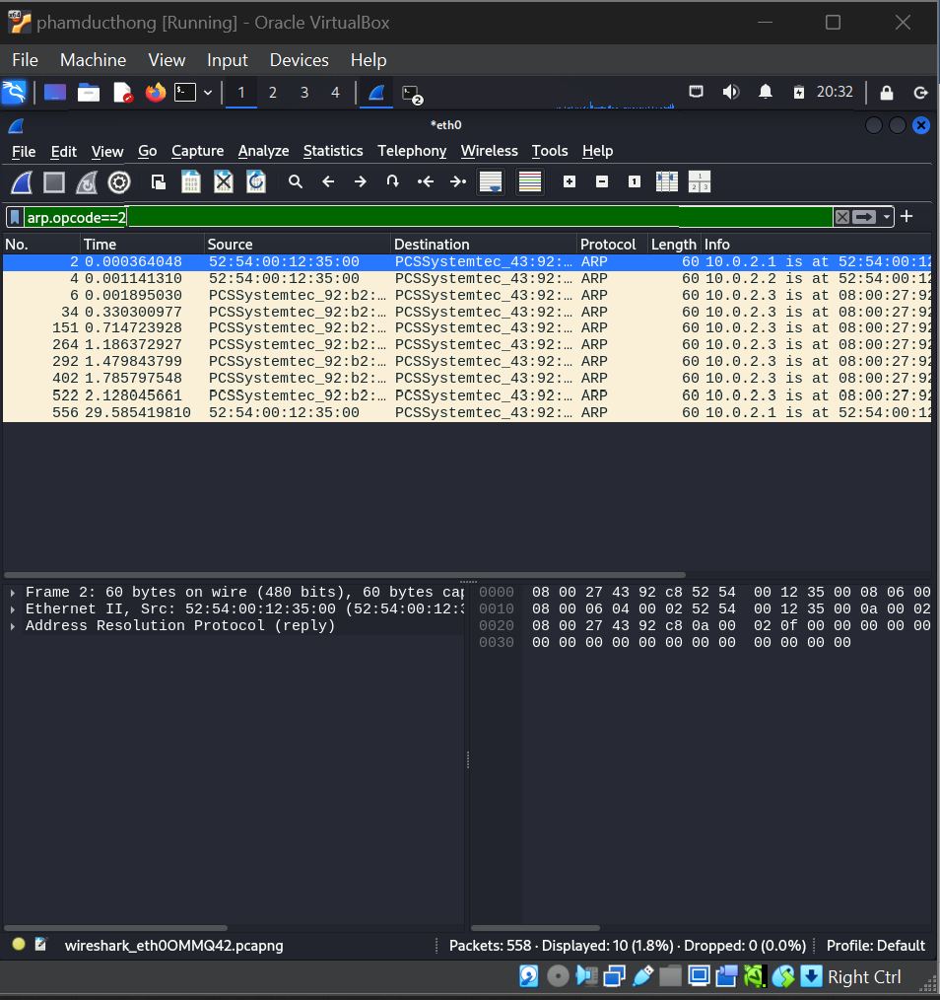 phamducthong [Running] - Oracle VirtualBox
File Machine View Input Devices Help
1 2 3 4 2 20:32
*eth0
File Edit View Go Capture Analyze Statistics Telephony Wireless Tools Help
arp.opcode==2
No. Time Source Destination Protocol Length Info
2 0.000364048 52:54:00:12:35:00 PCSSystemtec_43:92:… ARP 60 10.0.2.1 is at 52:54:00:12
4 0.001141310 52:54:00:12:35:00 PCSSystemtec_43:92:… ARP 60 10.0.2.2 is at 52:54:00:12
6 0.001895030 PCSSystemtec_92:b2:… PCSSystemtec_43:92:… ARP 60 10.0.2.3 is at 08:00:27:92
34 0.330300977 PCSSystemtec_92:b2:… PCSSystemtec_43:92:… ARP 60 10.0.2.3 is at 08:00:27:92
151 0.714723928 PCSSystemtec_92:b2:… PCSSystemtec_43:92:… ARP 60 10.0.2.3 is at 08:00:27:92
264 1.186372927 PCSSystemtec_92:b2:… PCSSystemtec_43:92:… ARP 60 10.0.2.3 is at 08:00:27:92
292 1.479843799 PCSSystemtec_92:b2:… PCSSystemtec_43:92:… ARP 60 10.0.2.3 is at 08:00:27:92
402 1.785797548 PCSSystemtec_92:b2:… PCSSystemtec_43:92:… ARP 60 10.0.2.3 is at 08:00:27:92
522 2.128045661 PCSSystemtec_92:b2:… PCSSystemtec_43:92:… ARP 60 10.0.2.3 is at 08:00:27:92
556 29.585419810 52:54:00:12:35:00 PCSSystemtec_43:92:… ARP 60 10.0.2.1 is at 52:54:00:12
Frame 2: 60 bytes on wire (480 bits), 60 bytes cap
Ethernet II, Src: 52:54:00:12:35:00 (52:54:00:12:3
Address Resolution Protocol (reply)
0000 08 00 27 43 92 c8 52 54 00 12 35 00 08 06 00
0010 08 00 06 04 00 02 52 54 00 12 35 00 0a 00 02
0020 08 00 27 43 92 c8 0a 00 02 0f 00 00 00 00 00
0030 00 00 00 00 00 00 00 00 00 00 00 00
wireshark_eth0OMMQ42.pcapng Packets: 558 · Displayed: 10 (1.8%) · Dropped: 0 (0.0%) Profile: Default
Right Ctrl